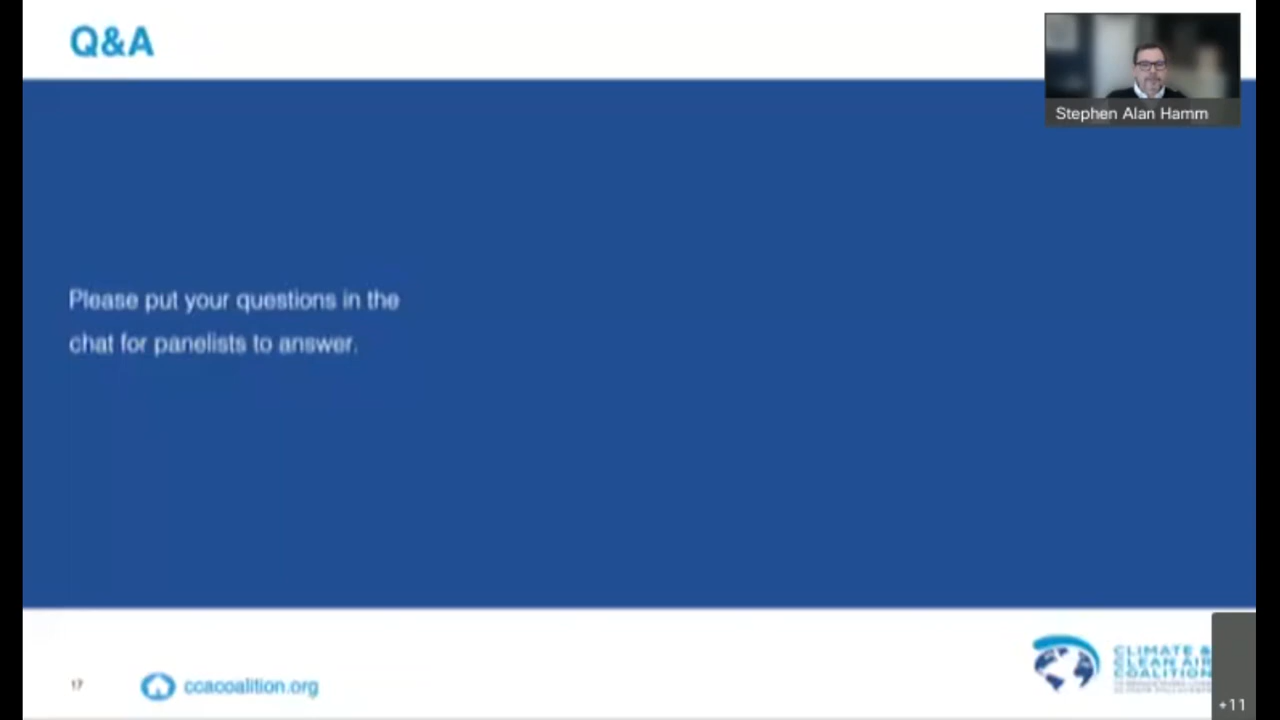 Q&A
Stephen Alan Hamm
Please put your questions in the
chat for panelists to answer.
17
ccacoalition.org
CLIMATE &
CLEAN AIR
COALITION
+11